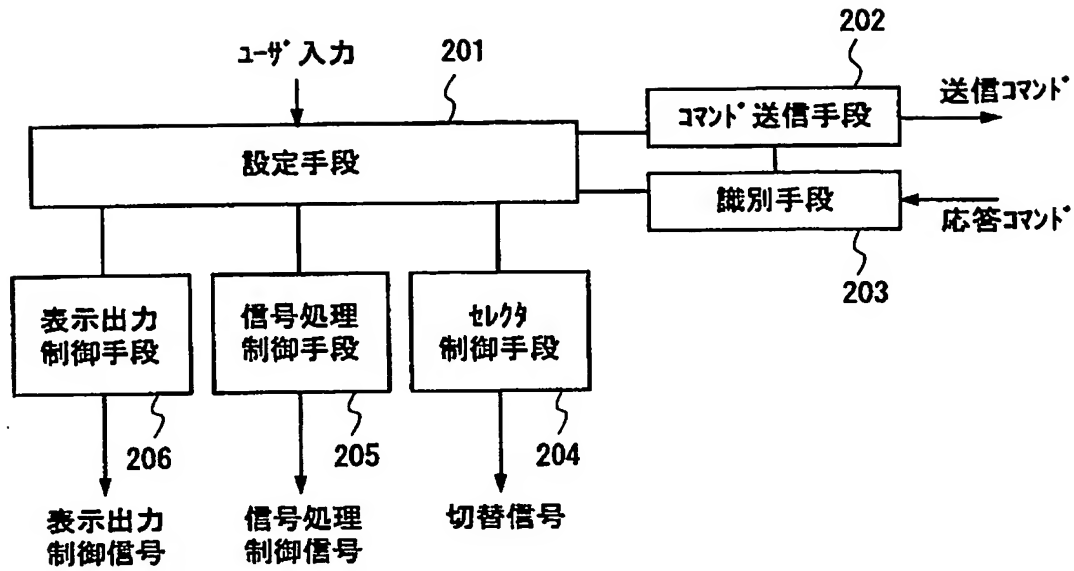 202
ﾕｰｻﾞ入力
201
送信ｺﾏﾝﾄﾞ
ｺﾏﾝﾄﾞ送信手段
設定手段
識別手段
応答ｺﾏﾝﾄﾞ
203
表示出力
制御手段
信号処理
制御手段
ｾﾚｸﾀ
制御手段
206
205
204
表示出力
制御信号
信号処理
制御信号
切替信号